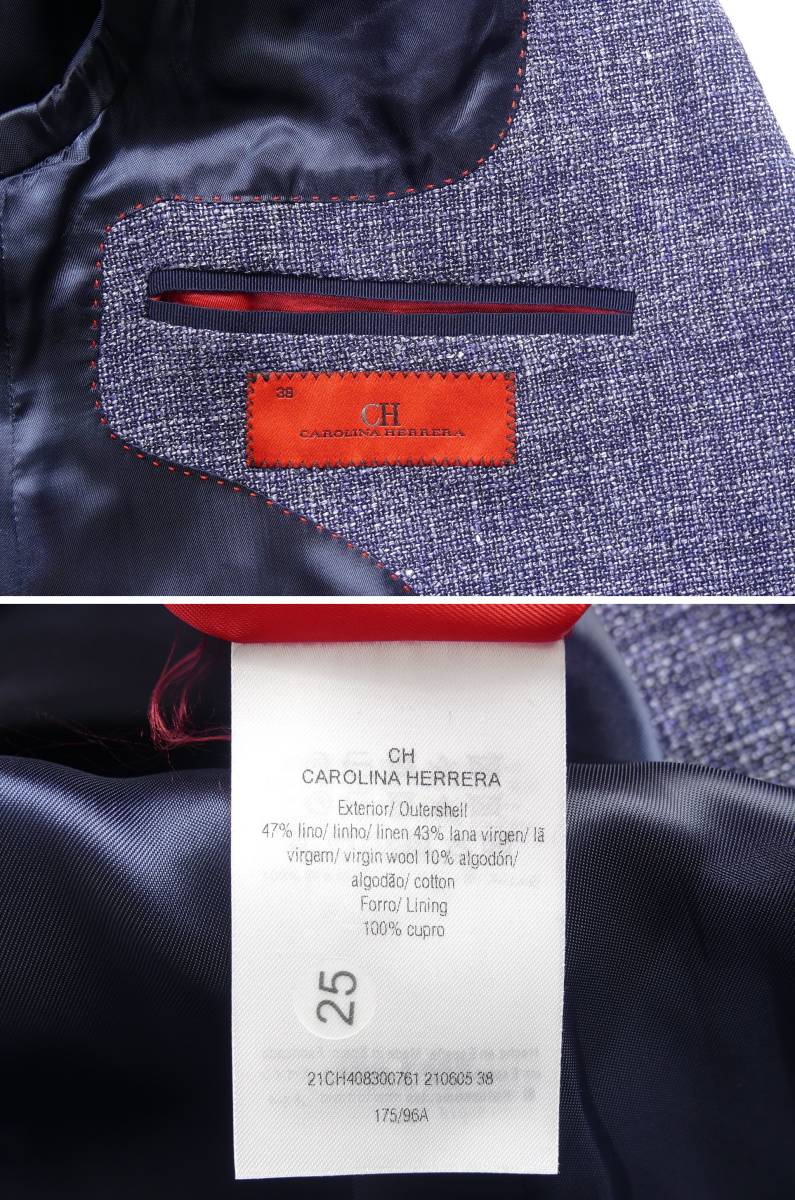 38
CH
CAROLINA HERRERA
CH
CAROLINA HERRERA
Exterior/ Outershell
47% lino/ linho/ linen 43% lana virgen/ lã
virgem/ virgin wool 10% algodón/
algodão/ cotton
Forro/ Lining
100% cupro
25
21CH408300761 210605 38
175/96A